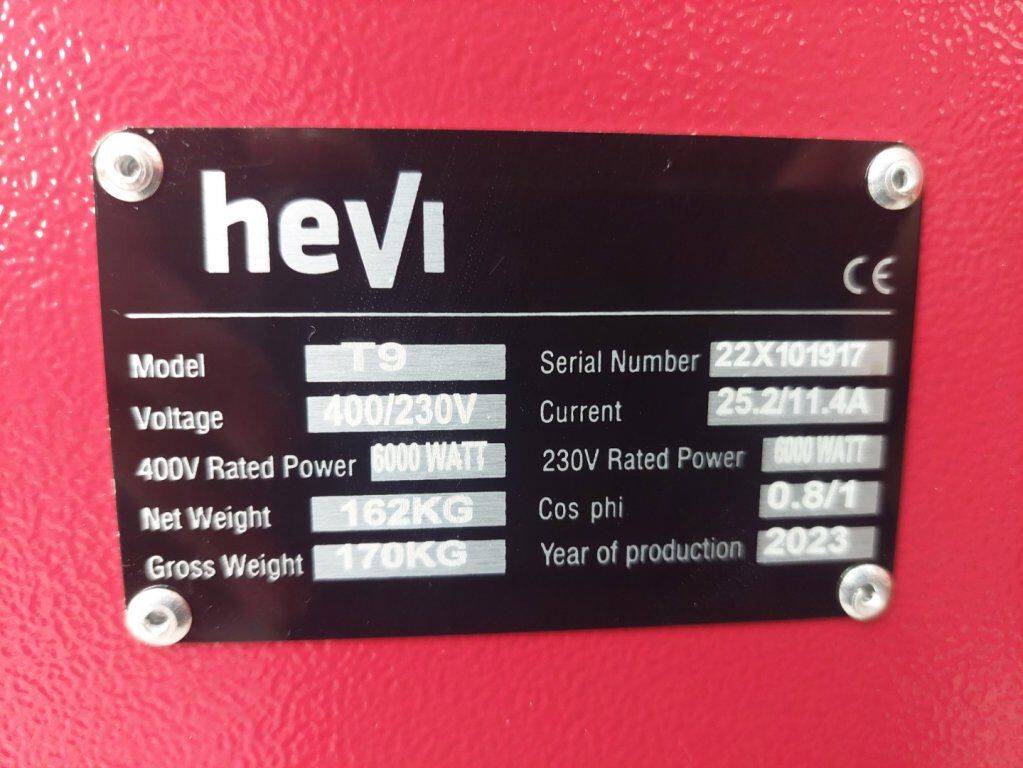 hevi
CE
Model T9 Serial Number 22X101917
Voltage 400/230V Current 25.2/11.4A
400V Rated Power 6000 WATT 230V Rated Power 6000 WATT
Net Weight 162KG Cos phi 0.8/1
Gross Weight 170KG Year of production 2023